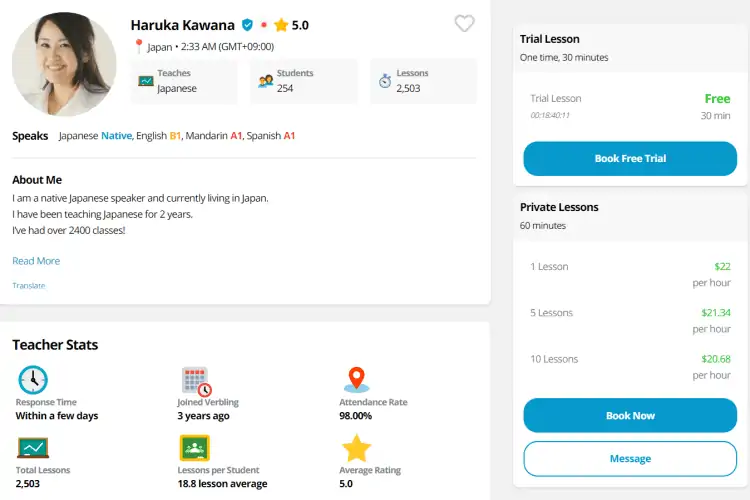 Haruka Kawana 5.0
Japan • 2:33 AM (GMT+09:00)
Teaches
Japanese
Students
254
Lessons
2,503
Speaks Japanese Native, English B1, Mandarin A1, Spanish A1
About Me
I am a native Japanese speaker and currently living in Japan.
I have been teaching Japanese for 2 years.
I've had over 2400 classes!
Read More
Translate
Teacher Stats
Response Time
Within a few days
Joined Verbling
3 years ago
Attendance Rate
98.00%
Total Lessons
2,503
Lessons per Student
18.8 lesson average
Average Rating
5.0
Trial Lesson
One time, 30 minutes
Trial Lesson Free
00:18:40:11 30 min
Book Free Trial
Private Lessons
60 minutes
1 Lesson $22
per hour
5 Lessons $21.34
per hour
10 Lessons $20.68
per hour
Book Now
Message